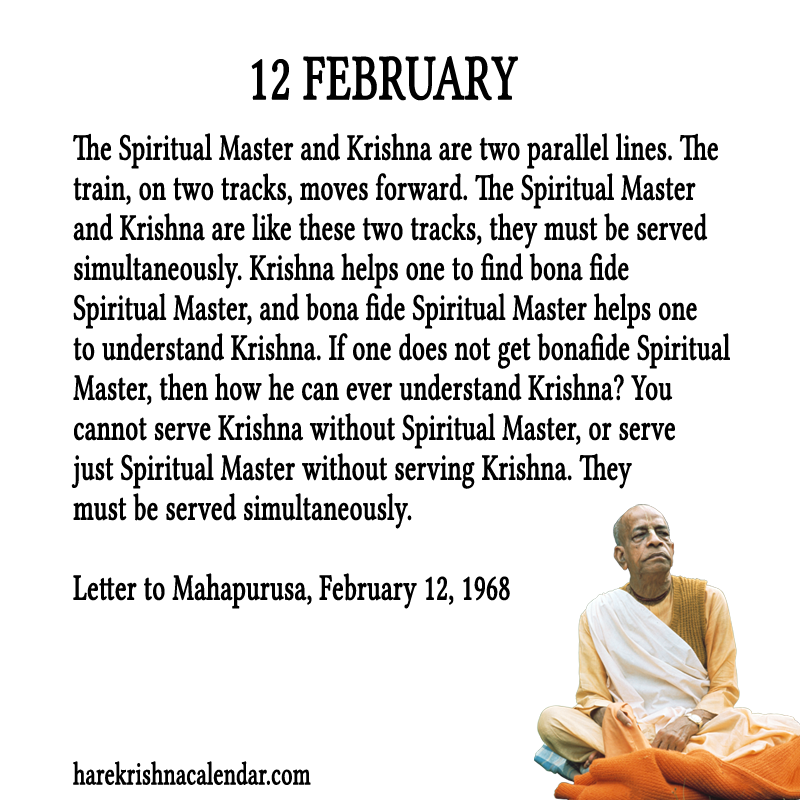 12 FEBRUARY
The Spiritual Master and Krishna are two parallel lines. The
train, on two tracks, moves forward. The Spiritual Master
and Krishna are like these two tracks, they must be served
simultaneously. Krishna helps one to find bona fide
Spiritual Master, and bona fide Spiritual Master helps one
to understand Krishna. If one does not get bonafide Spiritual
Master, then how he can ever understand Krishna? You
cannot serve Krishna without Spiritual Master, or serve
just Spiritual Master without serving Krishna. They
must be served simultaneously.
Letter to Mahapurusa, February 12, 1968
harekrishnacalendar.com